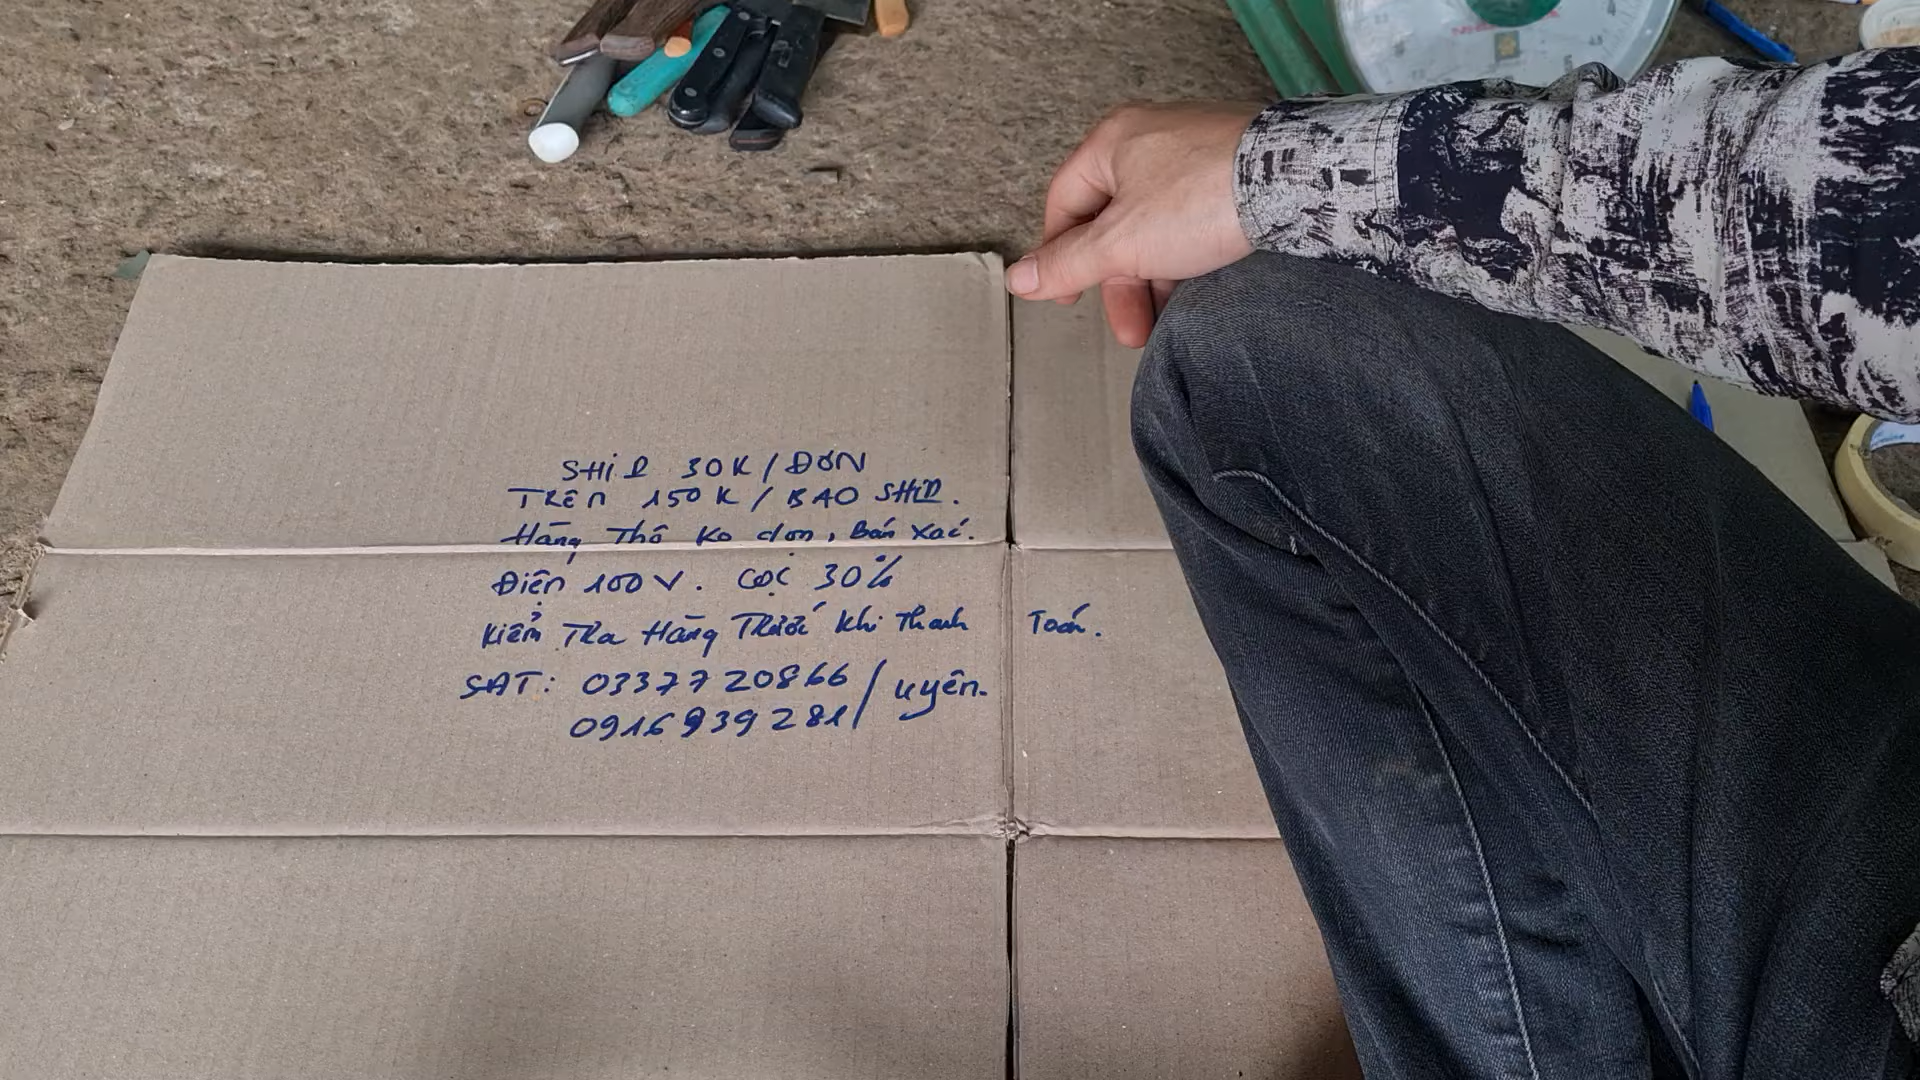 SHIP 30K/ĐƠN
TRÊN 150K/BAO SHIP.
Hàng Thô Ko dọn, Bán Xác.
Điện 100V. CỌC 30%
Kiểm Tra Hàng Trước Khi Thanh Toán.
SĐT: 0337720866/Uyên.
0916939281/